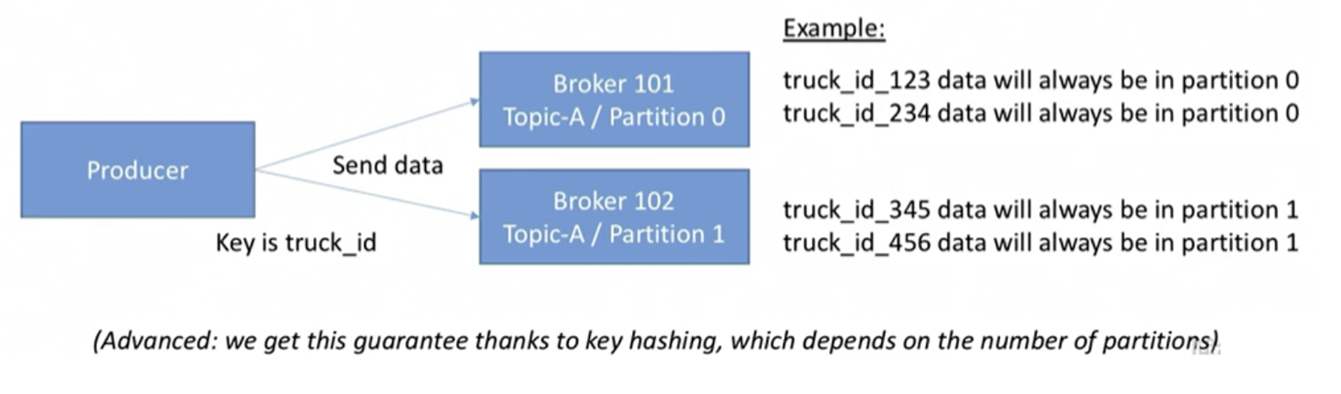 Example:
Broker 101
Topic-A / Partition 0
truck_id_123 data will always be in partition 0
truck_id_234 data will always be in partition 0
Producer
Send data
Broker 102
Topic-A / Partition 1
truck_id_345 data will always be in partition 1
truck_id_456 data will always be in partition 1
Key is truck_id
(Advanced: we get this guarantee thanks to key hashing, which depends on the number of partitions)